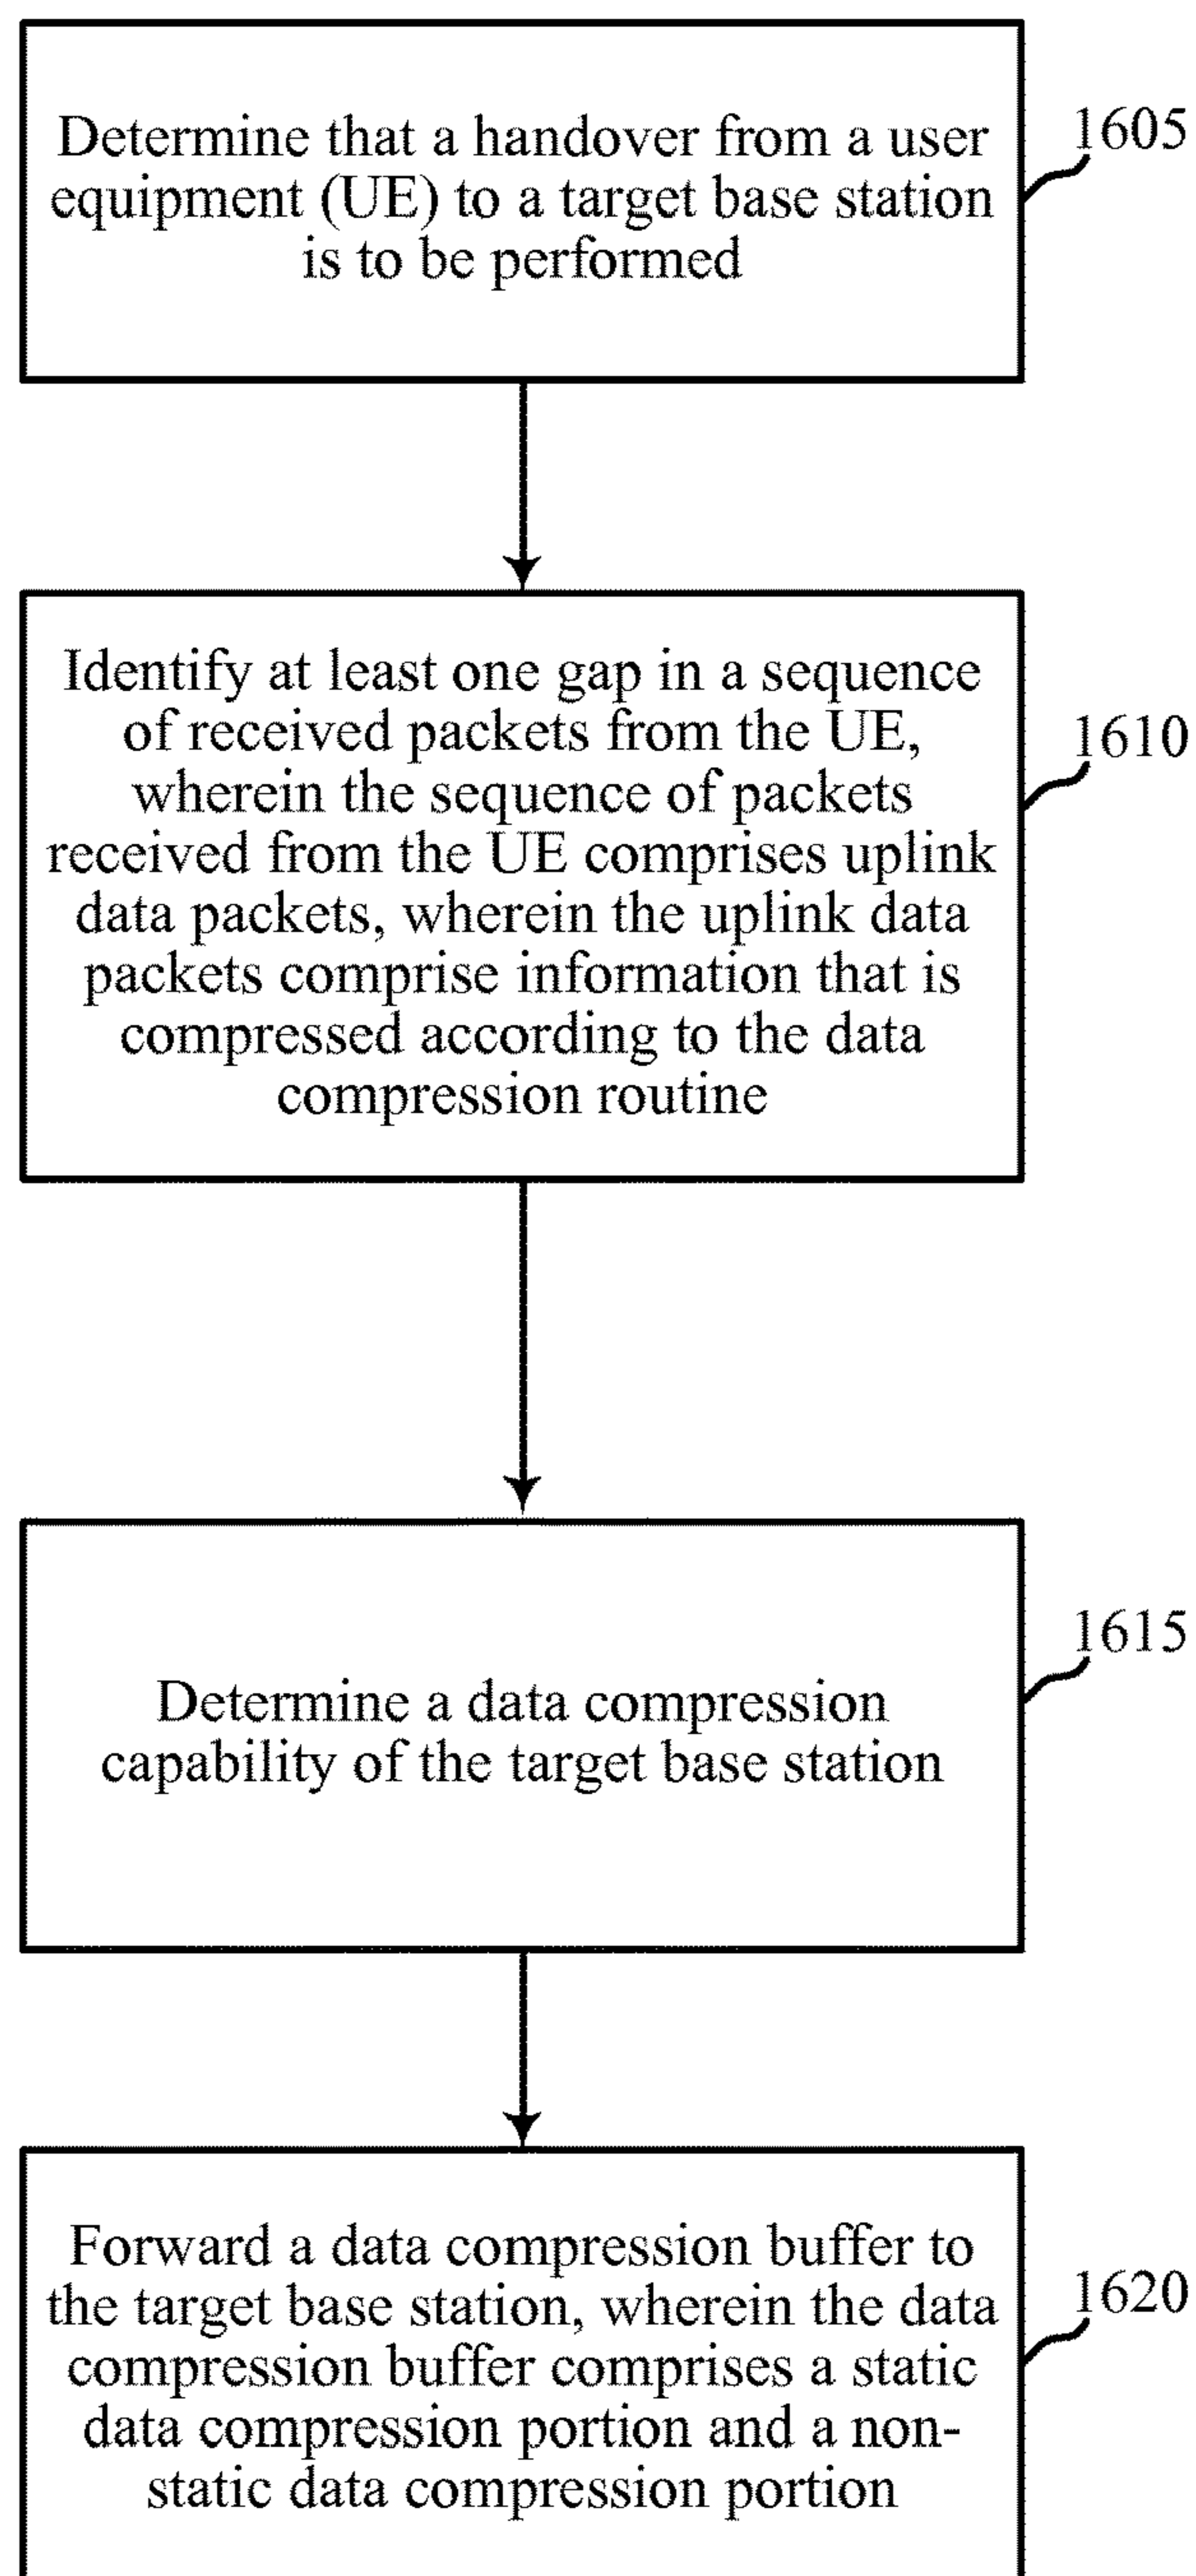 Determine that a handover from a user
equipment (UE) to a target base station
is to be performed
1605
Identify at least one gap in a sequence
of received packets from the UE,
wherein the sequence of packets
received from the UE comprises uplink
data packets, wherein the uplink data
packets comprise information that is
compressed according to the data
compression routine
1610
Determine a data compression
capability of the target base station
1615
Forward a data compression buffer to
the target base station, wherein the data
compression buffer comprises a static
data compression portion and a non-
static data compression portion
1620